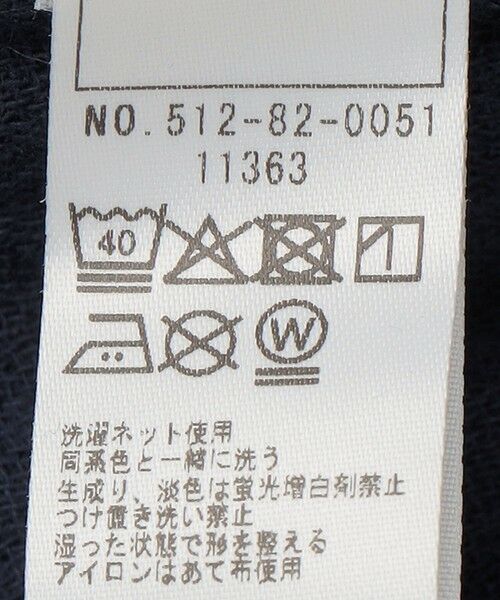 NO.512-82-0051
11363
40
W
洗濯ネット使用
同系色と一緒に洗う
生成り、淡色は蛍光増白剤禁止
つけ置き洗い禁止
湿った状態で形を整える
アイロンはあて布使用